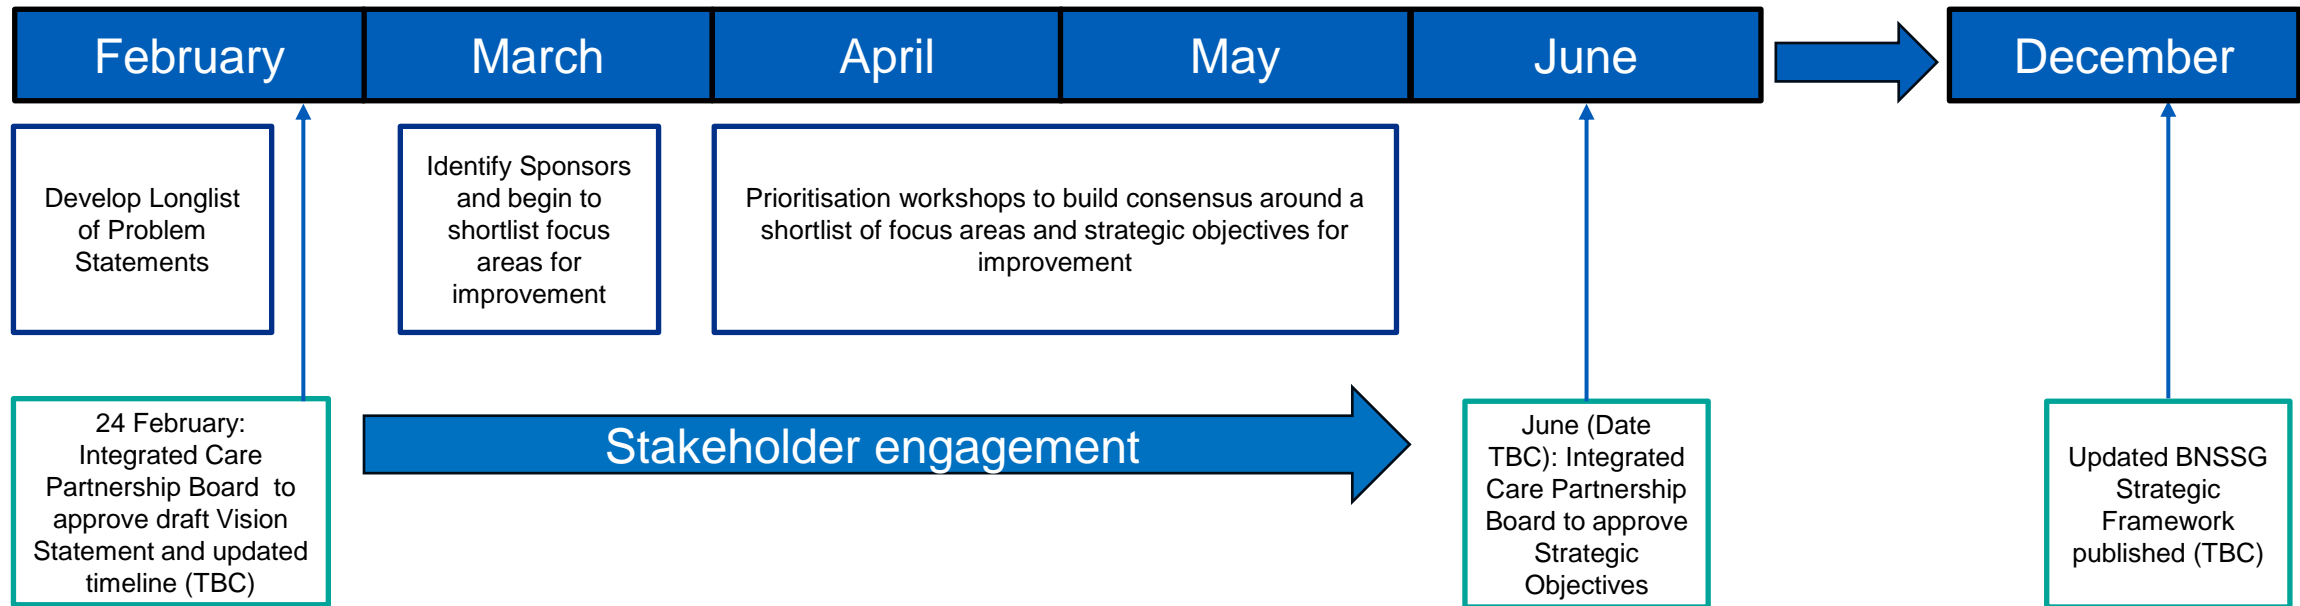 February
March
April
May
June
December
Develop Longlist
of Problem
Statements
Identify Sponsors
and begin to
shortlist focus
areas for
improvement
Prioritisation workshops to build consensus around a
shortlist of focus areas and strategic objectives for
improvement
Stakeholder engagement
24 February:
Integrated Care
Partnership Board to
approve draft Vision
Statement and updated
timeline (TBC)
June (Date
TBC): Integrated
Care Partnership
Board to approve
Strategic
Objectives
Updated BNSSG
Strategic
Framework
published (TBC)